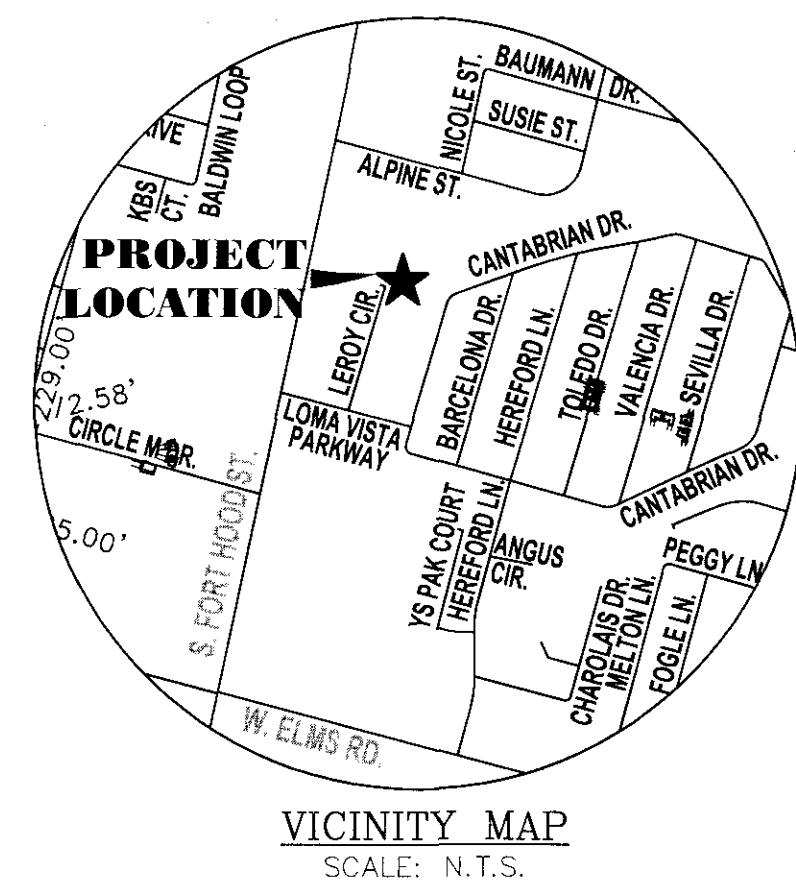 BAUMANN DR.
NICOLE ST.
SUSIE ST.
BALDWIN LOOP
KBS CT.
ALPINE ST.
PROJECT
LOCATION
CANTABRIAN DR.
LEROY CIR.
BARCELONA DR.
HEREFORD LN.
TOLEDO DR.
VALENCIA DR.
SEVILLA DR.
229.00'
12.58'
CIRCLE M DR.
LOMA VISTA
PARKWAY
S. FORT HOOD ST.
CANTABRIAN DR.
5.00'
YS PAK COURT
HEREFORD LN.
ANGUS
CIR.
PEGGY LN
CHAROLAIS DR.
MELTON LN.
FOGLE LN.
W. ELMS RD.
VICINITY MAP
SCALE: N.T.S.